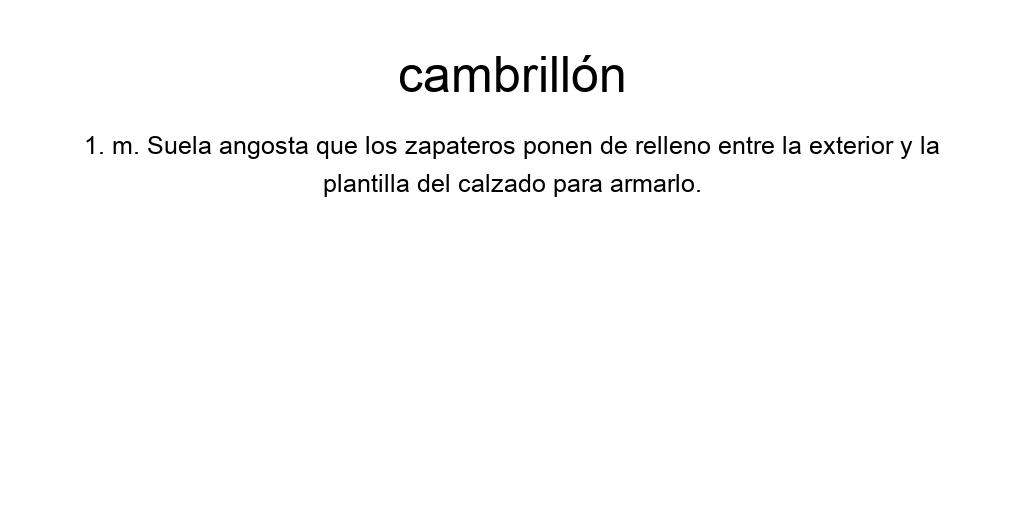 cambrillón
1. m. Suela angosta que los zapateros ponen de relleno entre la exterior y la
plantilla del calzado para armarlo.